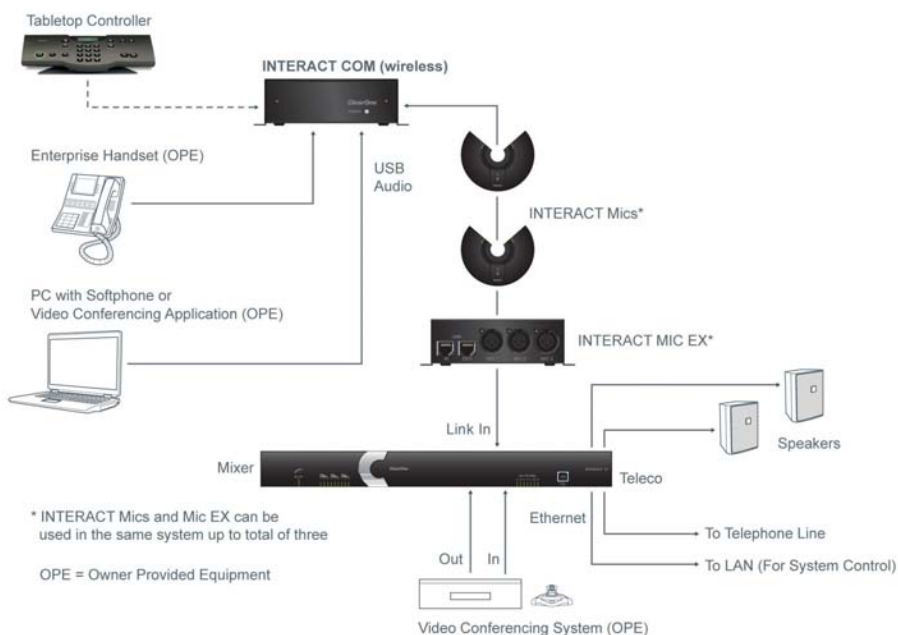 Tabletop Controller
INTERACT COM (wireless)
ClearOne
Enterprise Handset (OPE)
USB
Audio
INTERACT Mics*
PC with Softphone or
Video Conferencing Application (OPE)
INTERACT MIC EX*
Link In
Speakers
Mixer
Teleco
* INTERACT Mics and Mic EX can be
used in the same system up to total of three
Ethernet
To Telephone Line
OPE = Owner Provided Equipment
Out
In
To LAN (For System Control)
Video Conferencing System (OPE)